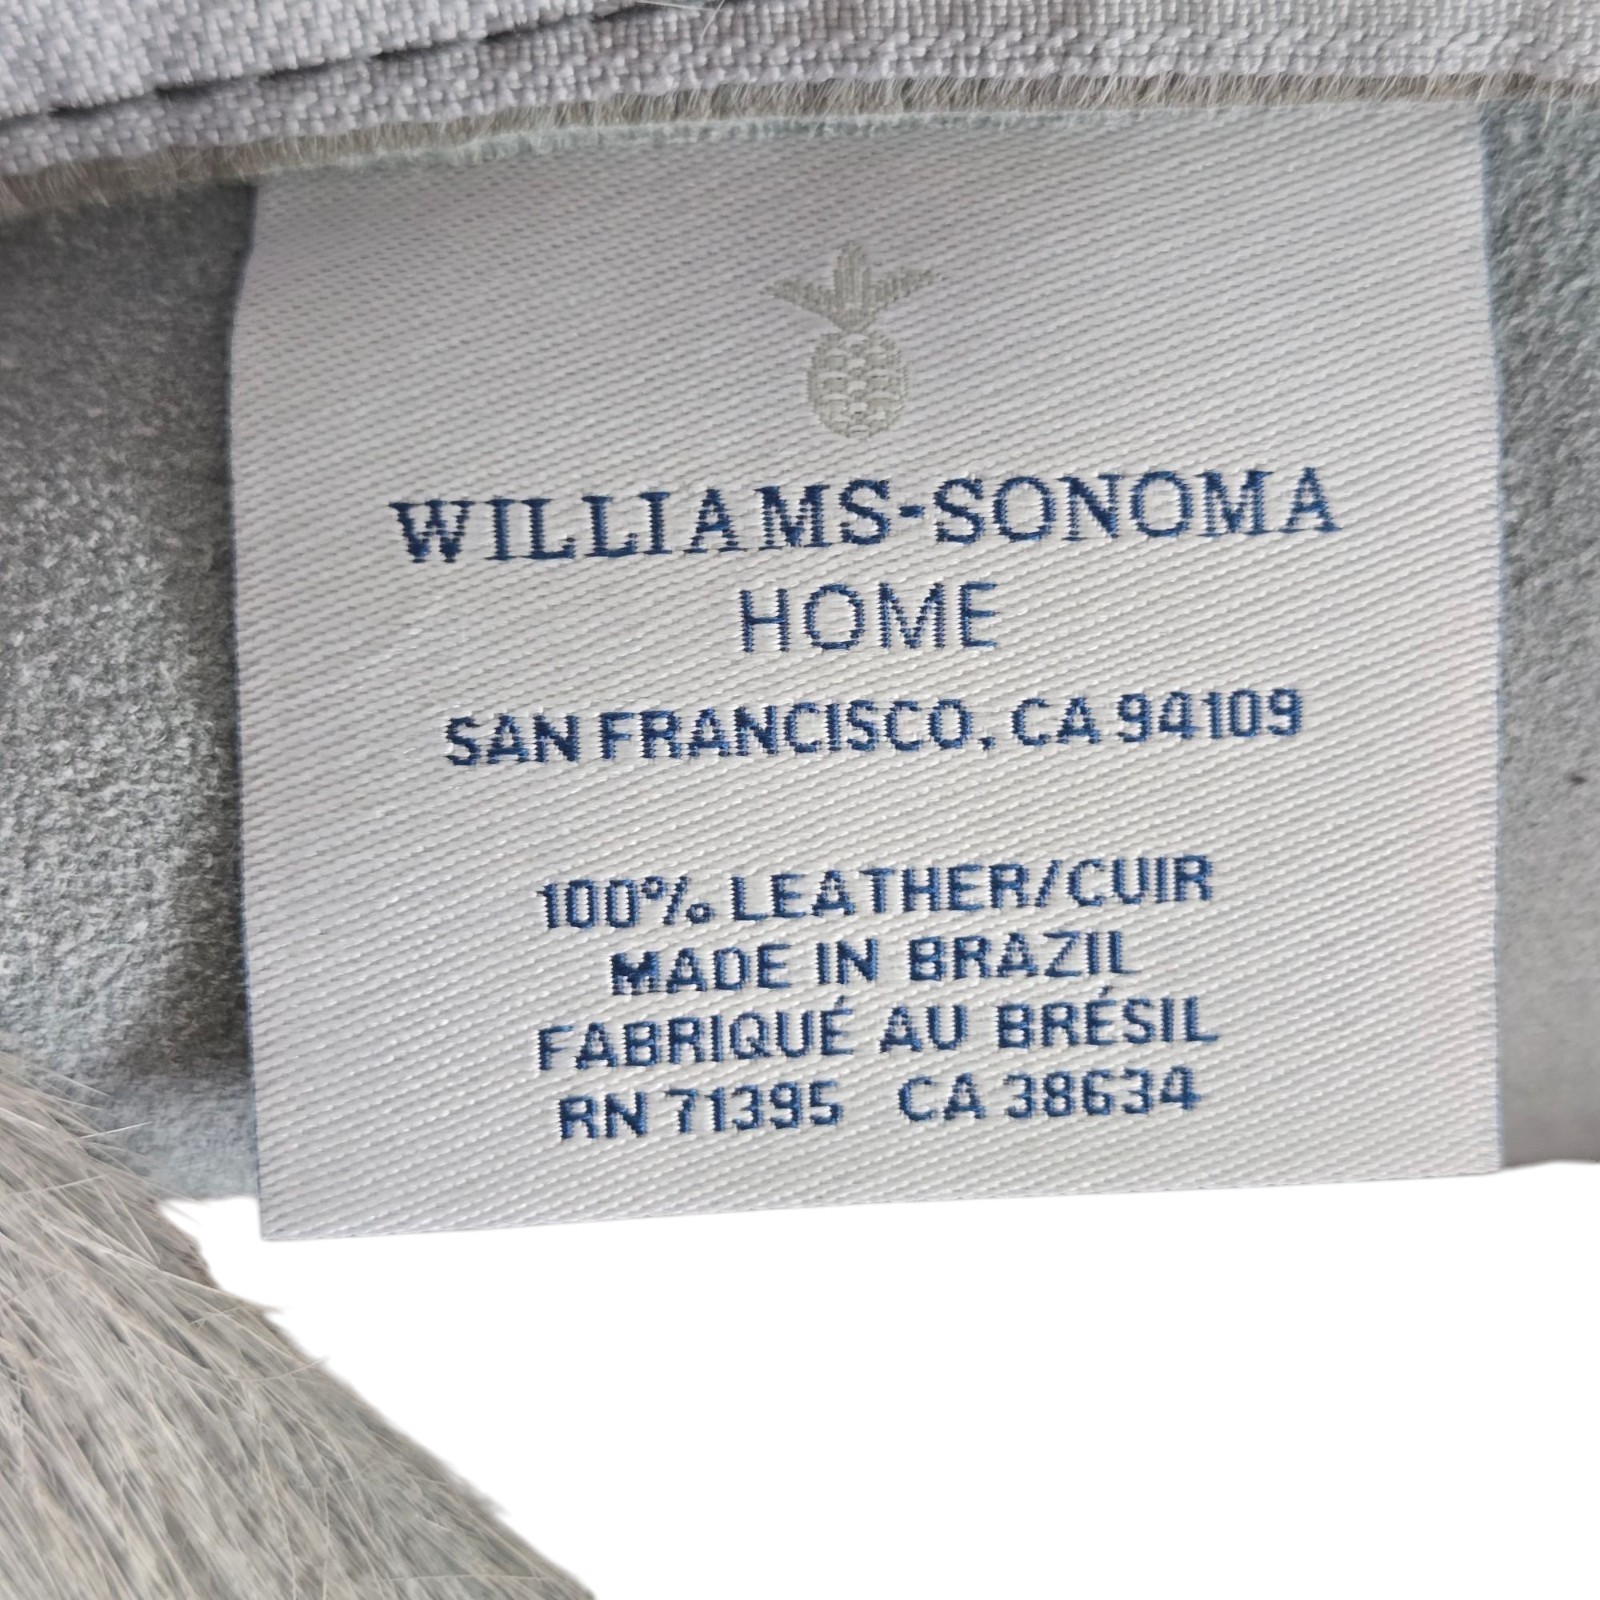 WILLIAMS-SONOMA
HOME
SAN FRANCISCO, CA 94109
100% LEATHER/CUIR
MADE IN BRAZIL
FABRIQUÉ AU BRÉSIL
RN 71395 CA 38634